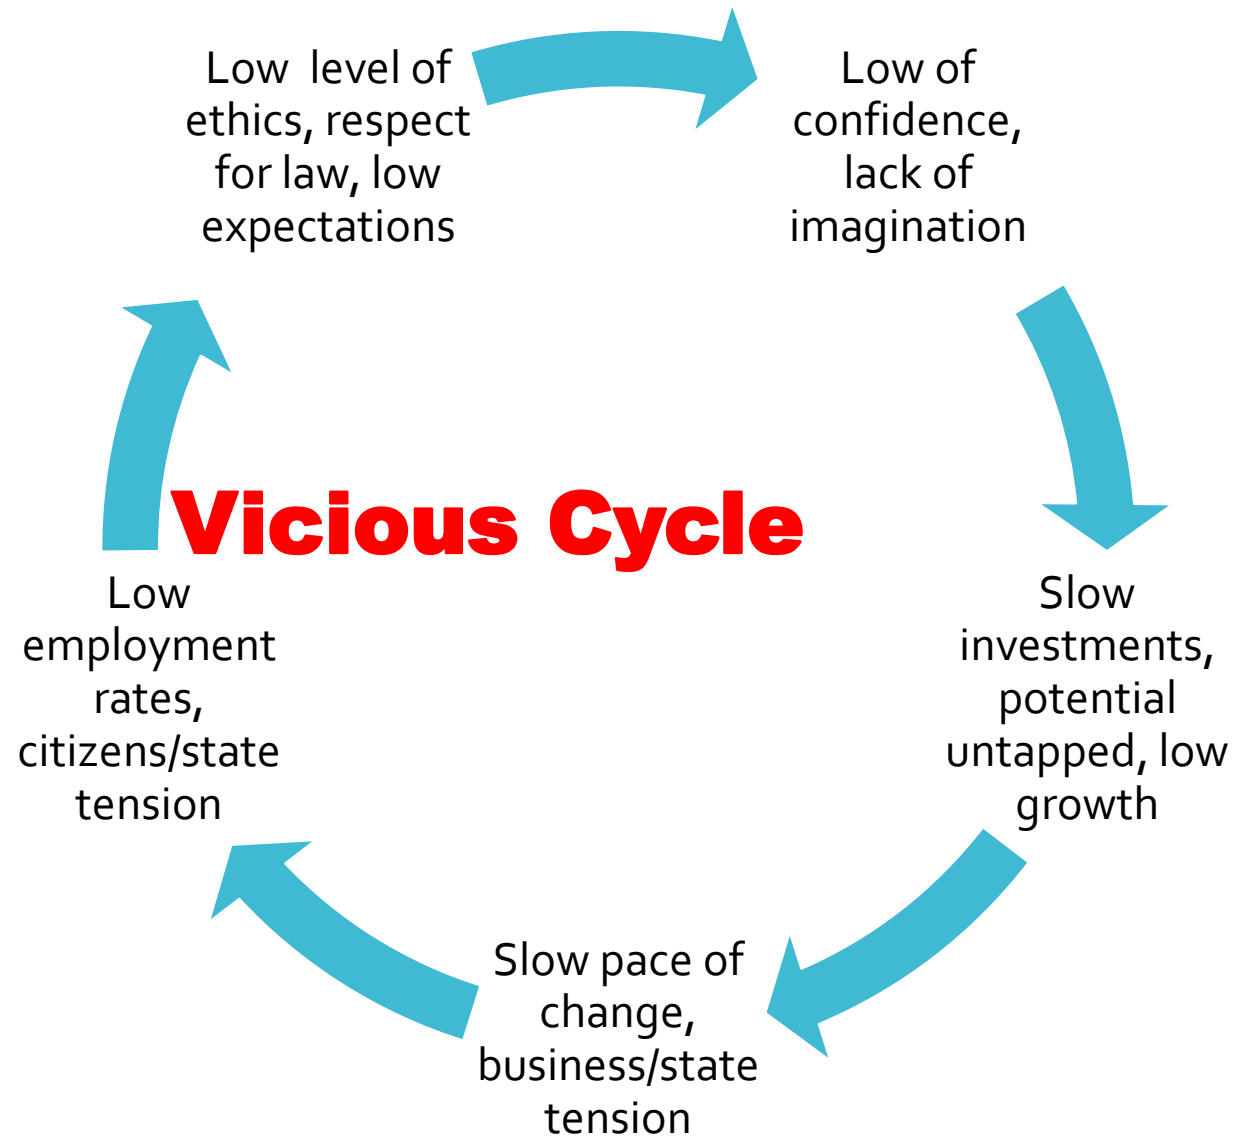 Low level of
ethics, respect
for law, low
expectations
Low of
confidence,
lack of
imagination
Vicious Cycle
Slow
investments,
potential
untapped, low
growth
Slow pace of
change,
business/state
tension
Low
employment
rates,
citizens/state
tension